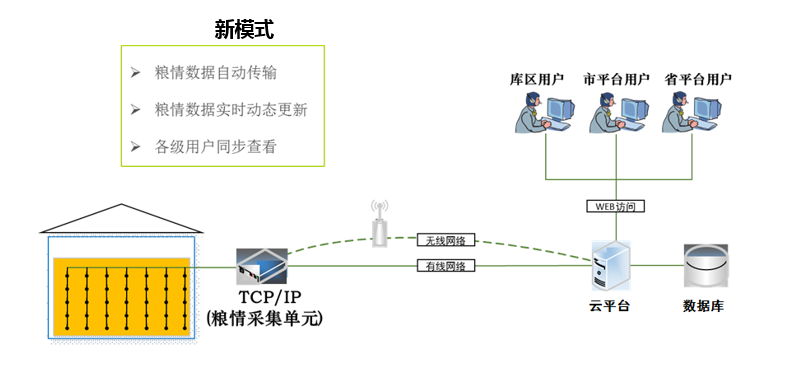 新模式
粮情数据自动传输
粮情数据实时动态更新
各级用户同步查看
库区用户
市平台用户
省平台用户
WEB访问
无线网络
有线网络
TCP/IP
(粮情采集单元)
云平台
数据库